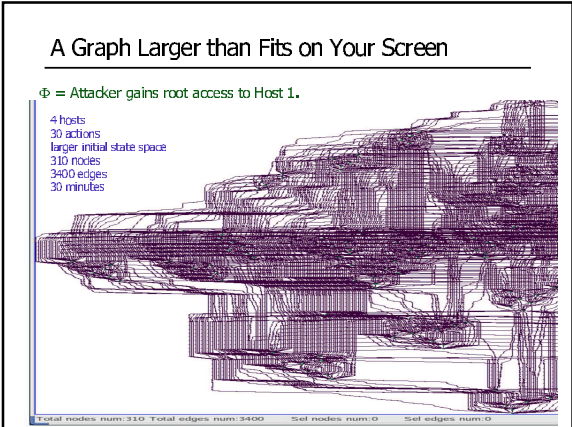 A Graph Larger than Fits on Your Screen
Φ = Attacker gains root access to Host 1.
4 hosts
30 actions
larger initial state space
310 nodes
3400 edges
30 minutes
Total nodes num:310 Total edges num:3400 Sel nodes num:0 Sel edges num:0